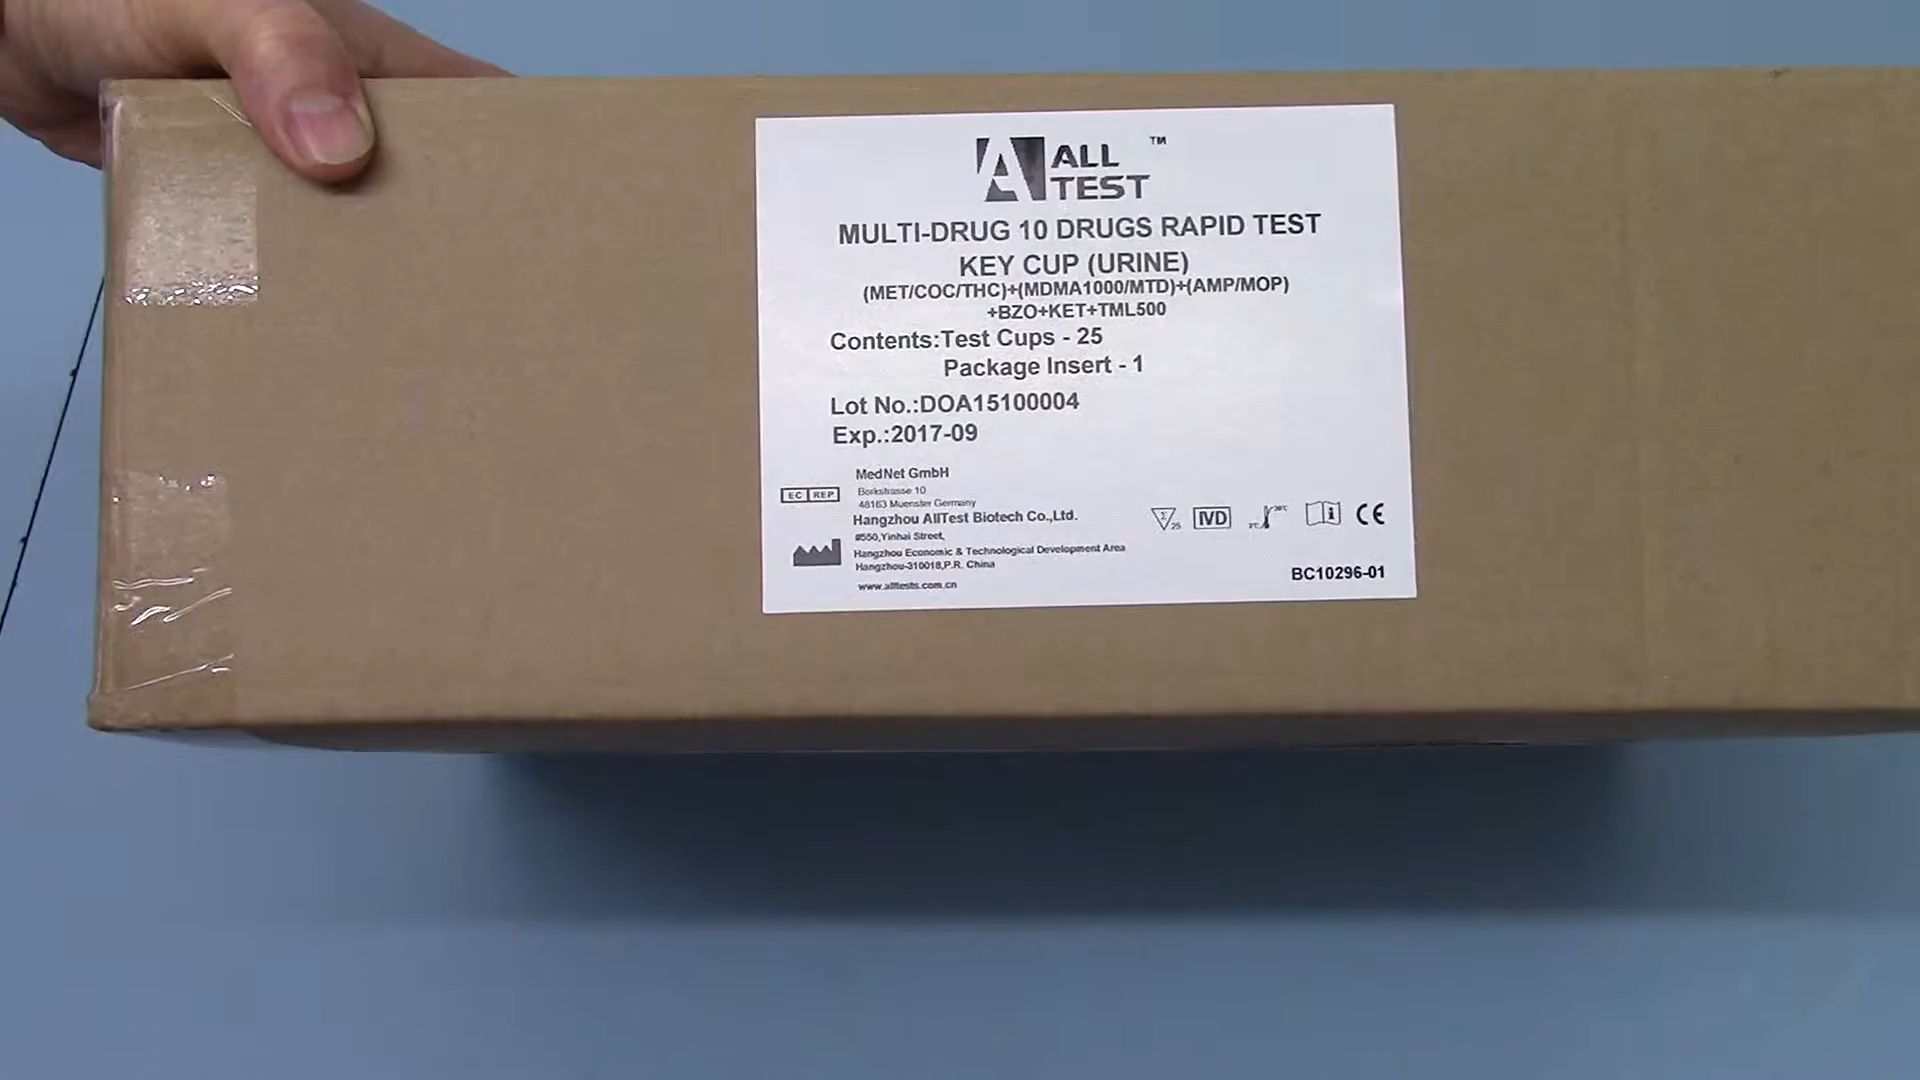 A ALL TEST ™
MULTI-DRUG 10 DRUGS RAPID TEST
KEY CUP (URINE)
(MET/COC/THC)+(MDMA1000/MTD)+(AMP/MOP)
+BZO+KET+TML500
Contents:Test Cups - 25
Package Insert - 1
Lot No.:DOA15100004
Exp.:2017-09
MedNet GmbH
EC REP
Borkstrasse 10
48163 Muenster Germany
Hangzhou AllTest Biotech Co.,Ltd.
#550,Yinhai Street,
Hangzhou Economic & Technological Development Area
Hangzhou-310018,P.R. China
www.alltests.com.cn
Σ 25 IVD 2°C 30°C i CE
BC10296-01